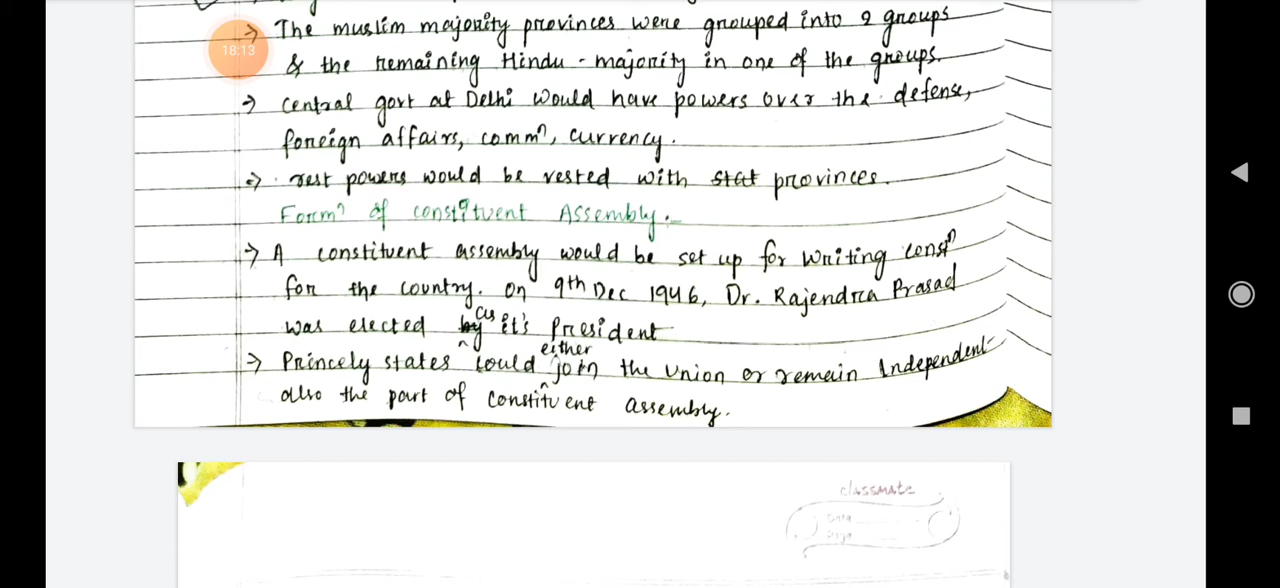 → The muslim majority provinces were grouped into 2 groups
18:13
& the remaining Hindu - majority in one of the groups.
→ central govt at Delhi would have powers over the defense,
foreign affairs, commⁿ, currency.
→ rest powers would be vested with stat provinces.
Formⁿ of constituent Assembly.
→ A constituent assembly would be set up for writing constⁿ
for the country. On 9th Dec 1946, Dr. Rajendra Prasad
was elected by as it's President
→ Princely states could either join the union or remain Independent
also the part of constituent assembly.
classmate
Date
Page